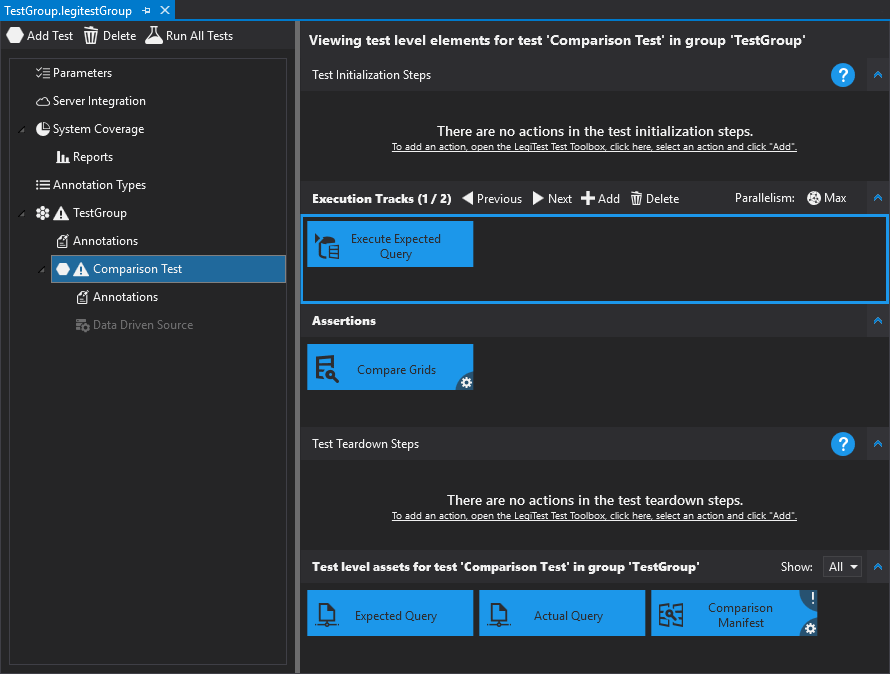 TestGroup.legitestGroup
Add Test Delete Run All Tests
Parameters
Server Integration
System Coverage
Reports
Annotation Types
TestGroup
Annotations
Comparison Test
Annotations
Data Driven Source
Viewing test level elements for test 'Comparison Test' in group 'TestGroup'
Test Initialization Steps
?
There are no actions in the test initialization steps.
To add an action, open the LegiTest Test Toolbox, click here, select an action and click "Add".
Execution Tracks (1 / 2) Previous Next Add Delete Parallelism: Max
Execute Expected
Query
Assertions
Compare Grids
Test Teardown Steps
?
There are no actions in the test teardown steps.
To add an action, open the LegiTest Test Toolbox, click here, select an action and click "Add".
Test level assets for test 'Comparison Test' in group 'TestGroup' Show: All
Expected Query
Actual Query
Comparison
Manifest
!